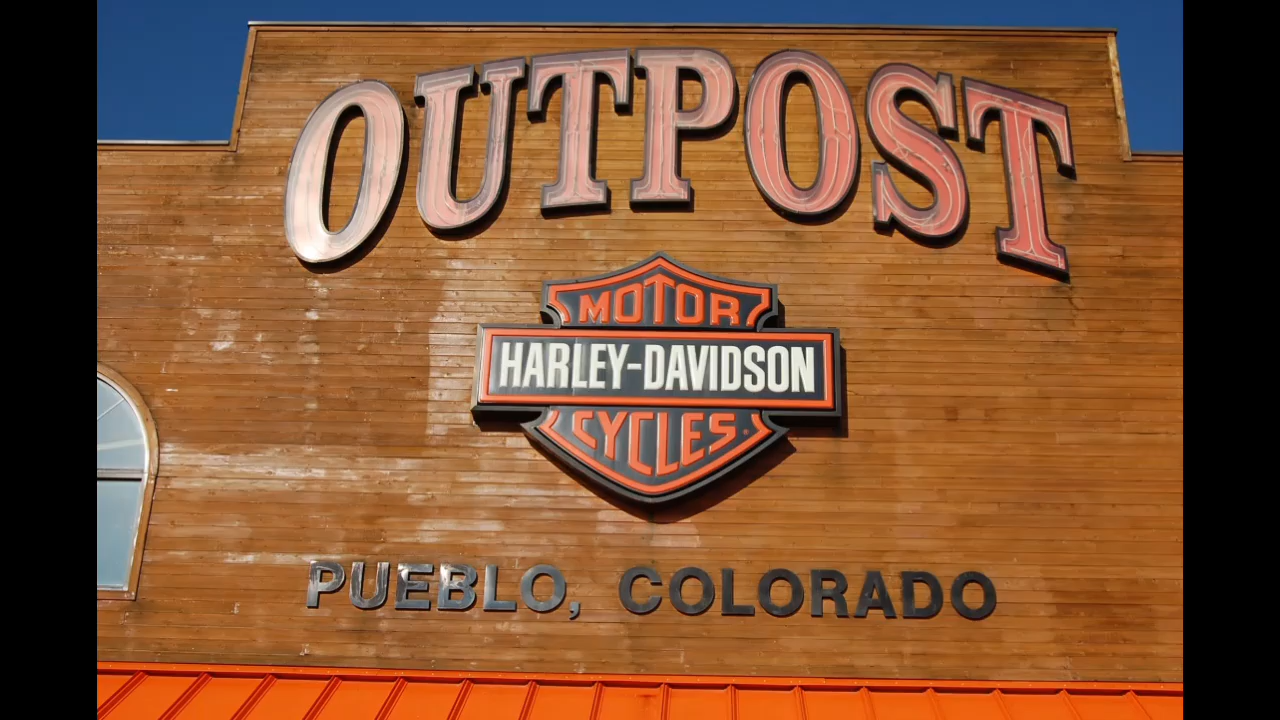 OUTPOST
MOTOR
HARLEY-DAVIDSON
CYCLES
PUEBLO, COLORADO